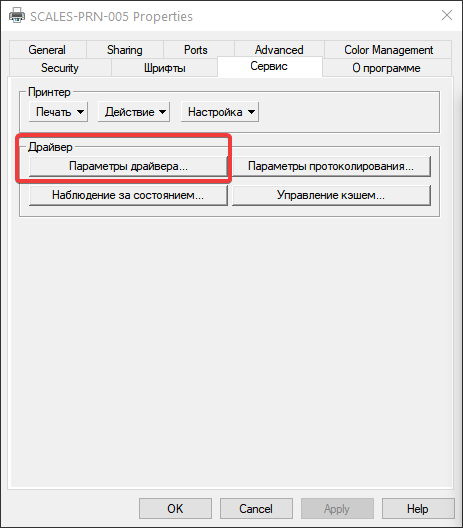 SCALES-PRN-005 Properties
General Sharing Ports Advanced Color Management
Security Шрифты Сервис О программе
Принтер
Печать Действие Настройка
Драйвер
Параметры драйвера... Параметры протоколирования...
Наблюдение за состоянием... Управление кэшем...
OK Cancel Apply Help